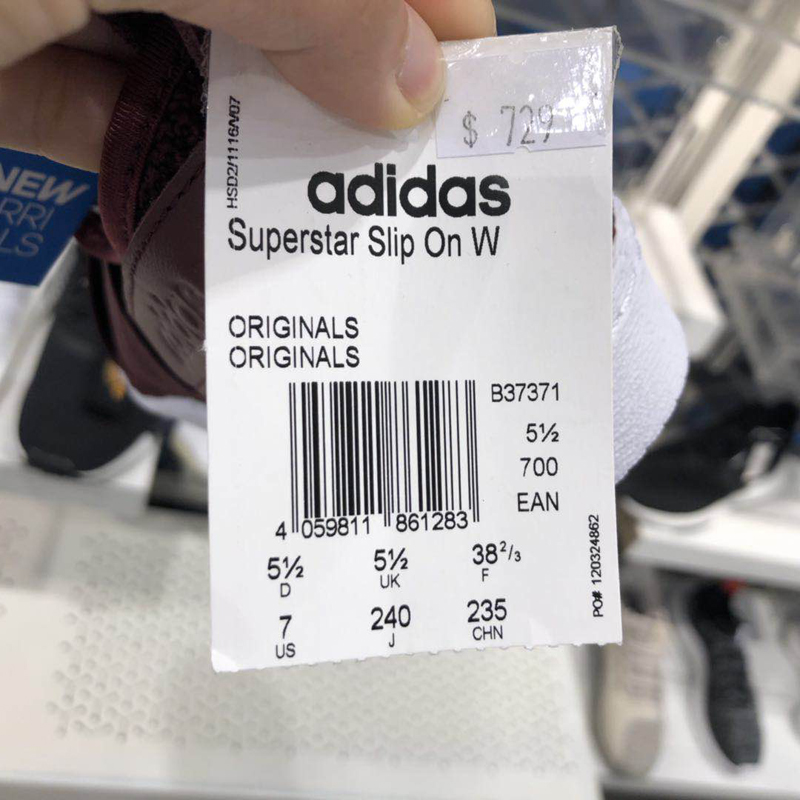 HSD2/1116/V07
$ 729
adidas
Superstar Slip On W
ORIGINALS
ORIGINALS
B37371
5½
700
EAN
4 059811 861283
5½ 5½ 38²/₃
D UK F
7 240 235
US J CHN
PO# 120324862
NEW